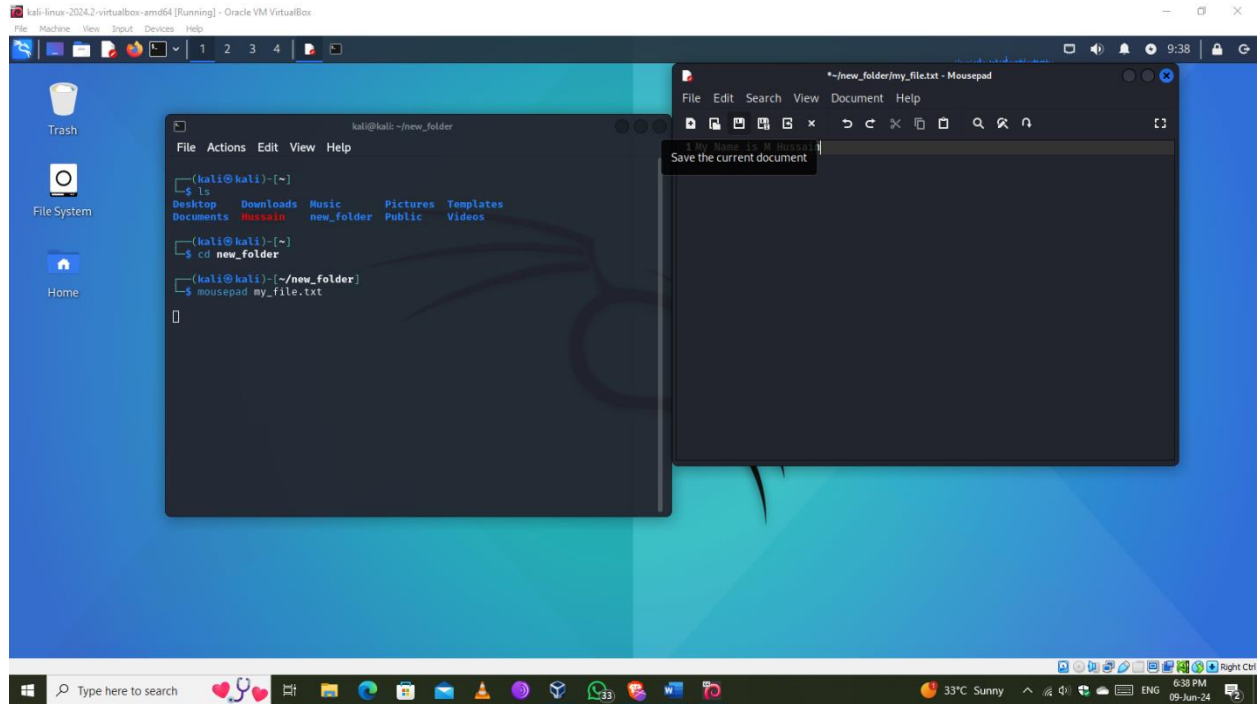 kali-linux-2024.2-virtualbox-amd64 [Running] - Oracle VM VirtualBox
File Machine View Input Devices Help
1 2 3 4
9:38
Trash
File System
Home
kali@kali: ~/new_folder
File Actions Edit View Help
(kali㉿kali)-[~]
$ ls
Desktop Downloads Music Pictures Templates
Documents Hussain new_folder Public Videos
(kali㉿kali)-[~]
$ cd new_folder
(kali㉿kali)-[~/new_folder]
$ mousepad my_file.txt
*~/new_folder/my_file.txt - Mousepad
File Edit Search View Document Help
1 My Name is M Hussain
Save the current document
Right Ctrl
Type here to search
33
33°C Sunny
ENG
6:38 PM
09-Jun-24
2